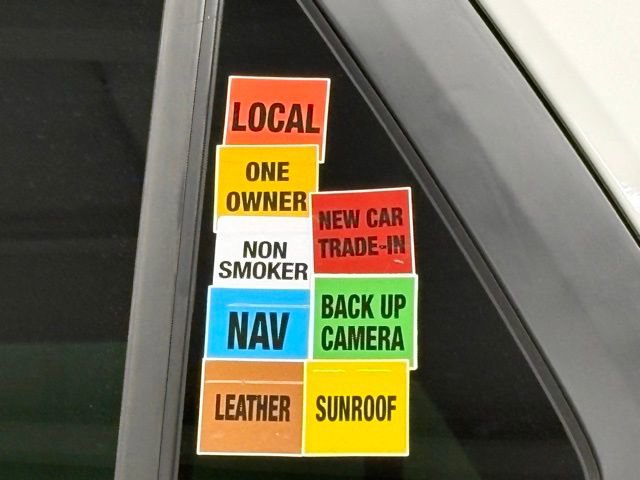 LOCAL
ONE
OWNER
NEW CAR
TRADE-IN
NON
SMOKER
NAV
BACK UP
CAMERA
LEATHER
SUNROOF